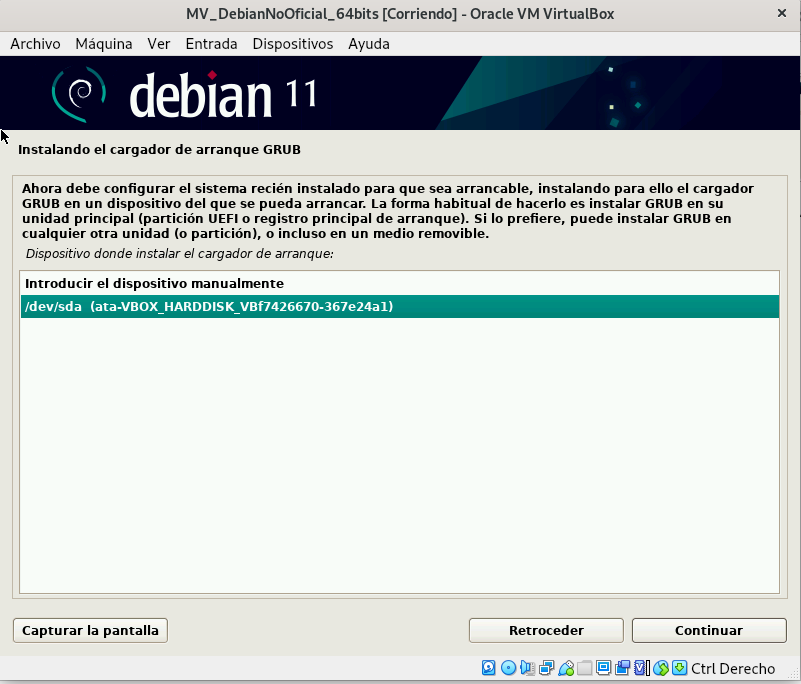 MV_DebianNoOficial_64bits [Corriendo] - Oracle VM VirtualBox
Archivo Máquina Ver Entrada Dispositivos Ayuda
debian 11
Instalando el cargador de arranque GRUB
Ahora debe configurar el sistema recién instalado para que sea arrancable, instalando para ello el cargador
GRUB en un dispositivo del que se pueda arrancar. La forma habitual de hacerlo es instalar GRUB en su
unidad principal (partición UEFI o registro principal de arranque). Si lo prefiere, puede instalar GRUB en
cualquier otra unidad (o partición), o incluso en un medio removible.
Dispositivo donde instalar el cargador de arranque:
Introducir el dispositivo manualmente
/dev/sda (ata-VBOX_HARDDISK_VBf7426670-367e24a1)
Capturar la pantalla Retroceder Continuar
Ctrl Derecho